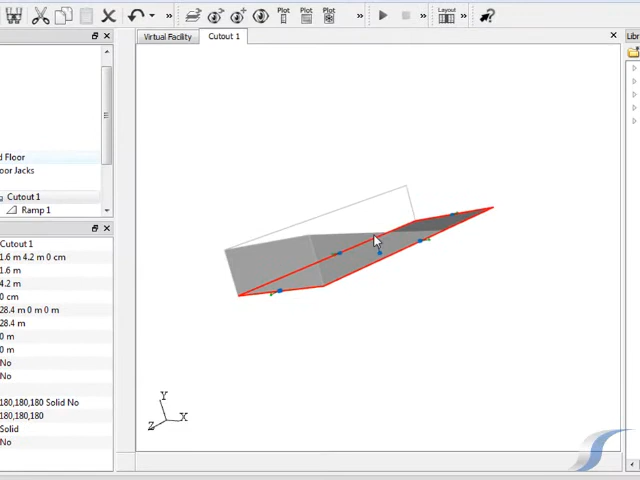 Plot Plot Plot Layout
Virtual Facility Cutout 1
Libr
d Floor
oor Jacks
Cutout 1
Ramp 1
Cutout 1
1.6 m 4.2 m 0 cm
1.6 m
4.2 m
0 cm
28.4 m 0 m 0 m
28.4 m
0 m
0 m
No
No
180,180,180 Solid No
180,180,180
Solid
No
Y
Z X